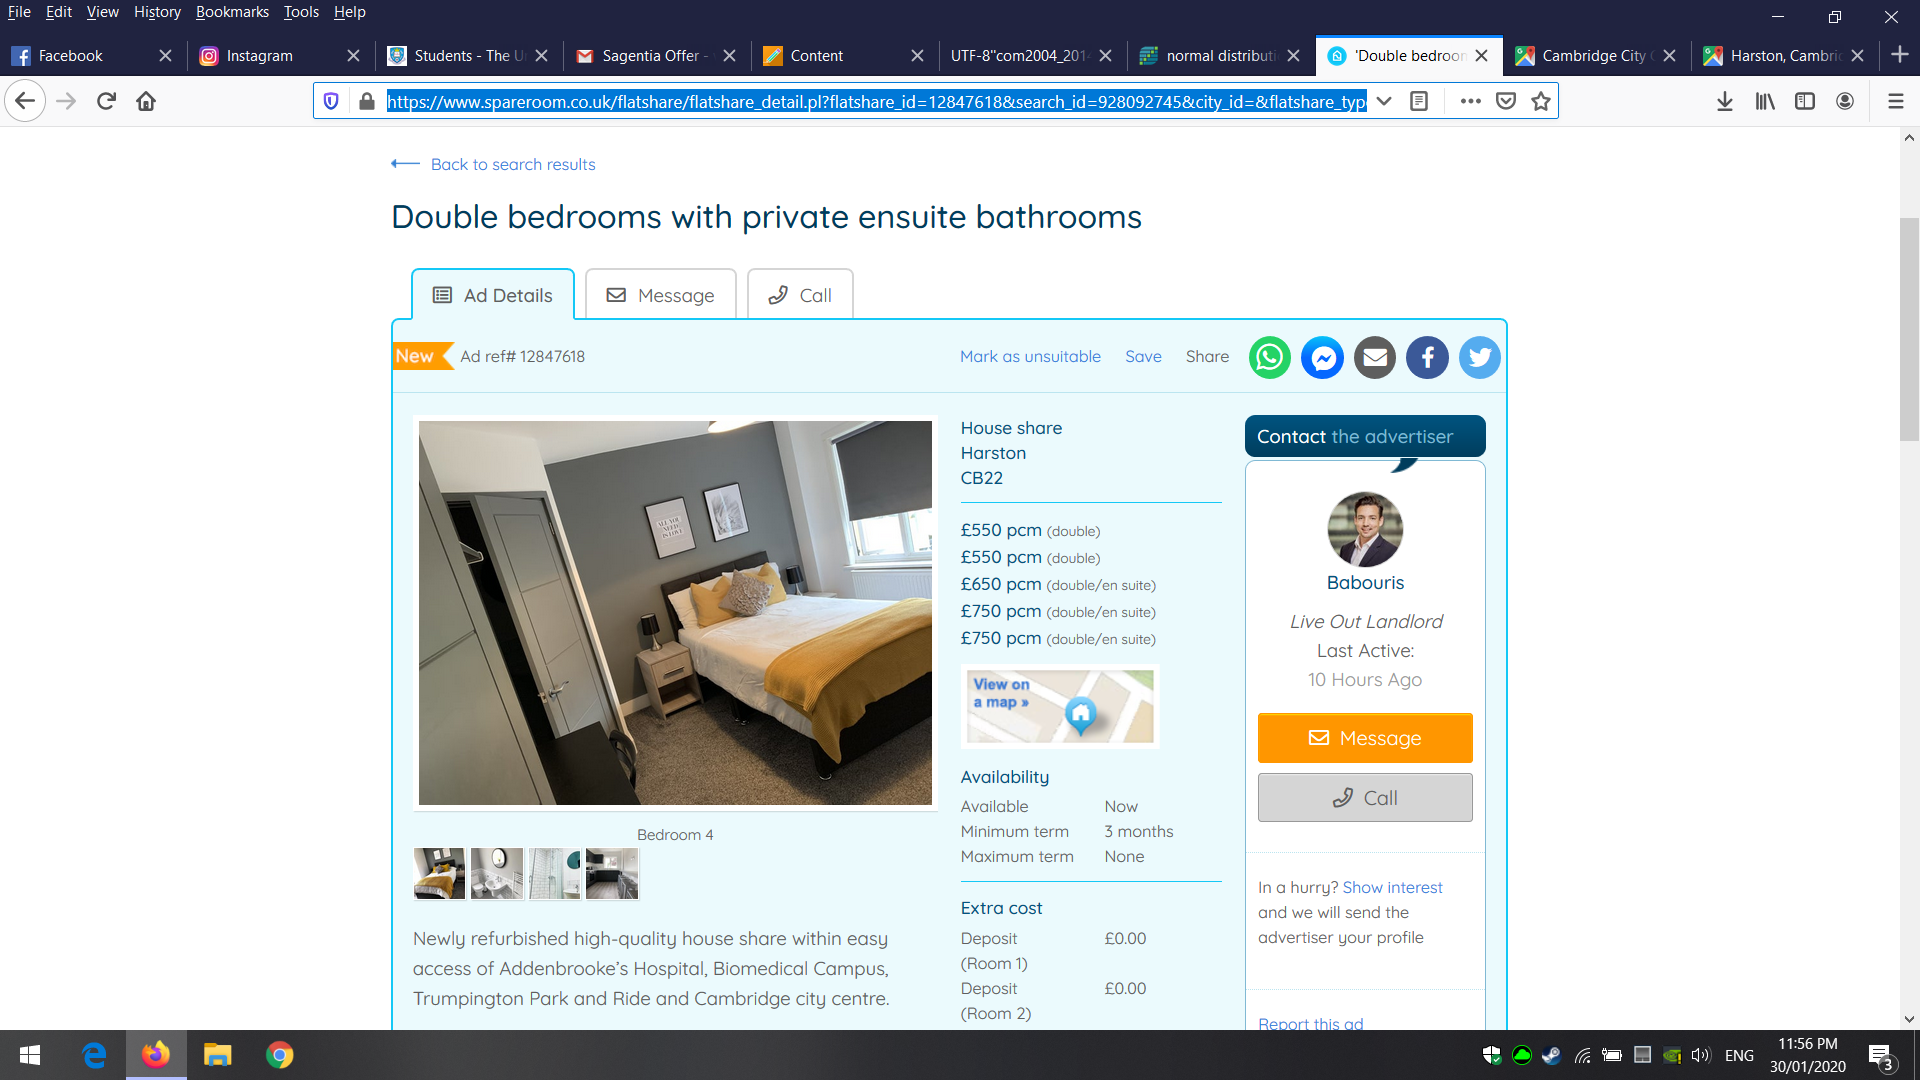 File Edit View History Bookmarks Tools Help
Facebook
Instagram
Students - The U
Sagentia Offer -
Content
UTF-8''com2004_201
normal distributi
'Double bedroom
Cambridge City
Harston, Cambri
https://www.spareroom.co.uk/flatshare/flatshare_detail.pl?flatshare_id=12847618&search_id=928092745&city_id=&flatshare_typ
Back to search results
Double bedrooms with private ensuite bathrooms
Ad Details
Message
Call
New Ad ref# 12847618
Mark as unsuitable Save Share
ALL YOU NEED IS LOVE
Bedroom 4
Newly refurbished high-quality house share within easy
access of Addenbrooke's Hospital, Biomedical Campus,
Trumpington Park and Ride and Cambridge city centre.
House share
Harston
CB22
£550 pcm (double)
£550 pcm (double)
£650 pcm (double/en suite)
£750 pcm (double/en suite)
£750 pcm (double/en suite)
View on
a map »
Availability
Available Now
Minimum term 3 months
Maximum term None
Extra cost
Deposit £0.00
(Room 1)
Deposit £0.00
(Room 2)
Contact the advertiser
Babouris
Live Out Landlord
Last Active:
10 Hours Ago
Message
Call
In a hurry? Show interest
and we will send the
advertiser your profile
Report this ad
ENG
11:56 PM
30/01/2020
3